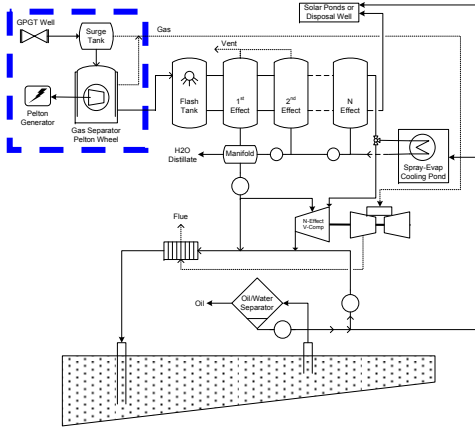 Solar Ponds or
Disposal Well
GPGT Well
Surge
Tank
Gas
Vent
Pelton
Generator
Gas Separator
Pelton Wheel
Flash
Tank
1st
Effect
2nd
Effect
N
Effect
H2O
Distillate
Manifold
Spray-Evap
Cooling Pond
Flue
N-Effect
V-Comp
Oil
Oil/Water
Separator